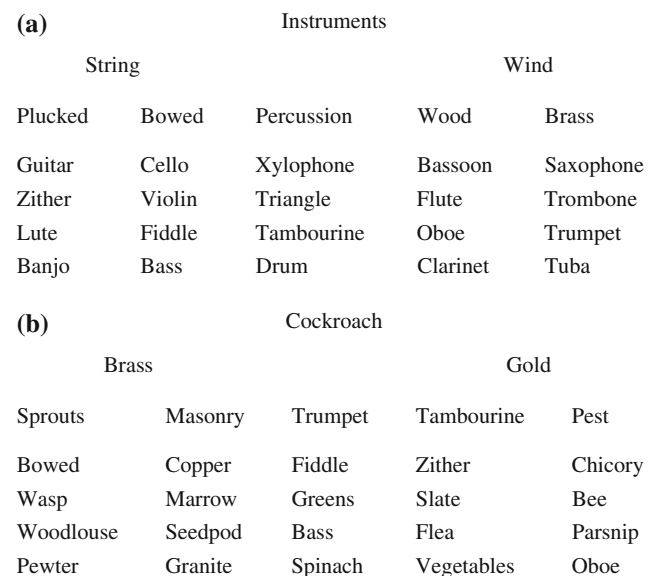 (a) Instruments
String Wind
Plucked Bowed Percussion Wood Brass
Guitar Cello Xylophone Bassoon Saxophone
Zither Violin Triangle Flute Trombone
Lute Fiddle Tambourine Oboe Trumpet
Banjo Bass Drum Clarinet Tuba
(b) Cockroach
Brass Gold
Sprouts Masonry Trumpet Tambourine Pest
Bowed Copper Fiddle Zither Chicory
Wasp Marrow Greens Slate Bee
Woodlouse Seedpod Bass Flea Parsnip
Pewter Granite Spinach Vegetables Oboe